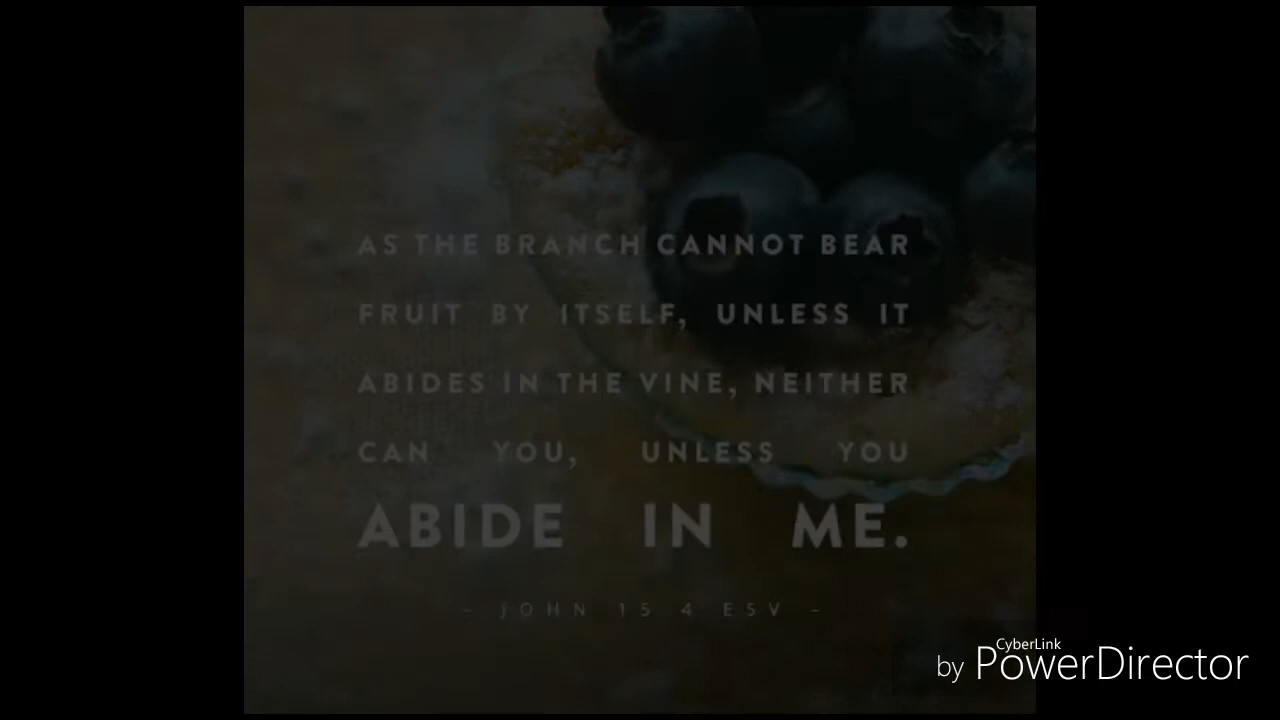 AS THE BRANCH CANNOT BEAR
FRUIT BY ITSELF, UNLESS IT
ABIDES IN THE VINE, NEITHER
CAN YOU, UNLESS YOU
ABIDE IN ME.
- JOHN 15 4 ESV -
CyberLink
by PowerDirector